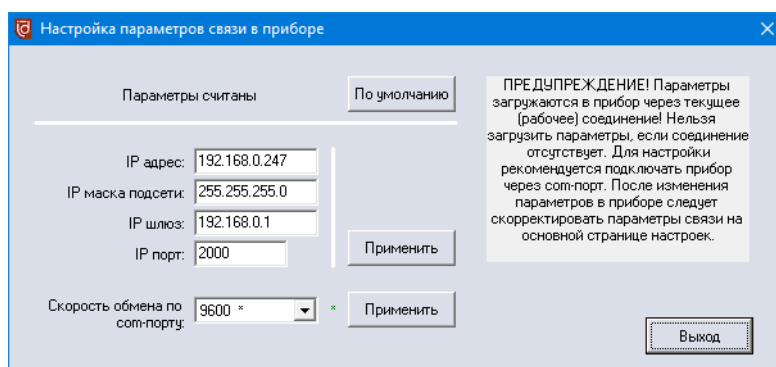 Настройка параметров связи в приборе
Параметры считаны
По умолчанию
IP адрес: 192.168.0.247
IP маска подсети: 255.255.255.0
IP шлюз: 192.168.0.1
IP порт: 2000
Применить
Скорость обмена по
com-порту:
9600 *
*
Применить
ПРЕДУПРЕЖДЕНИЕ! Параметры
загружаются в прибор через текущее
(рабочее) соединение! Нельзя
загрузить параметры, если соединение
отсутствует. Для настройки
рекомендуется подключать прибор
через com-порт. После изменения
параметров в приборе следует
скорректировать параметры связи на
основной странице настроек.
Выход